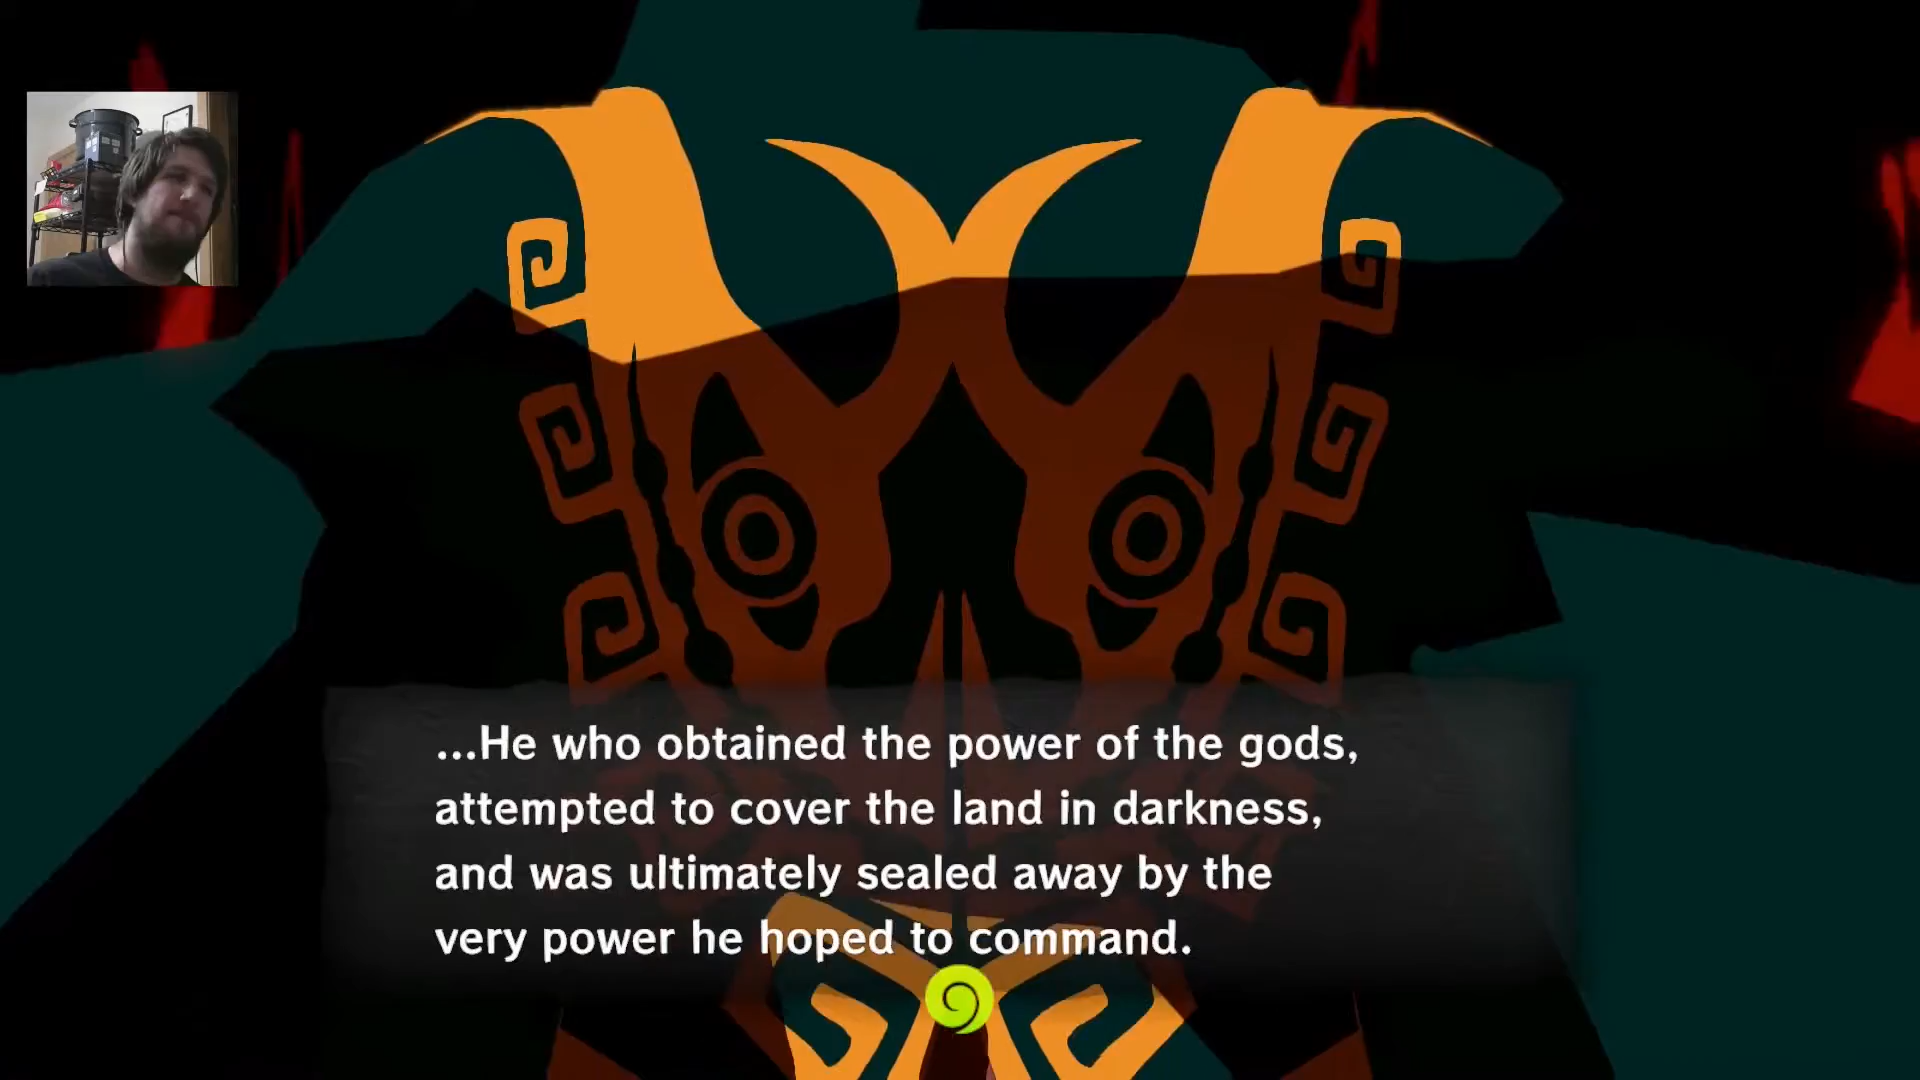 ...He who obtained the power of the gods,
attempted to cover the land in darkness,
and was ultimately sealed away by the
very power he hoped to command.